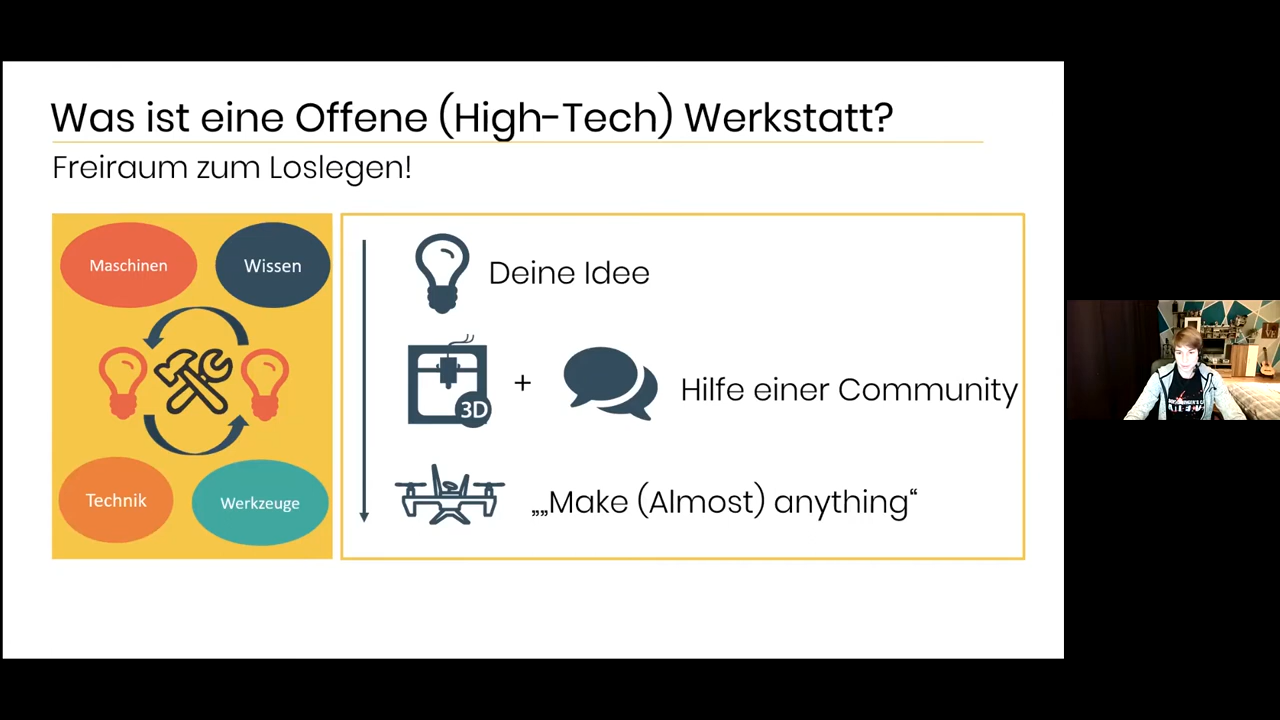 Was ist eine Offene (High-Tech) Werkstatt?
Freiraum zum Loslegen!
Maschinen
Wissen
Technik
Werkzeuge
Deine Idee
3D
+
Hilfe einer Community
„„Make (Almost) anything“